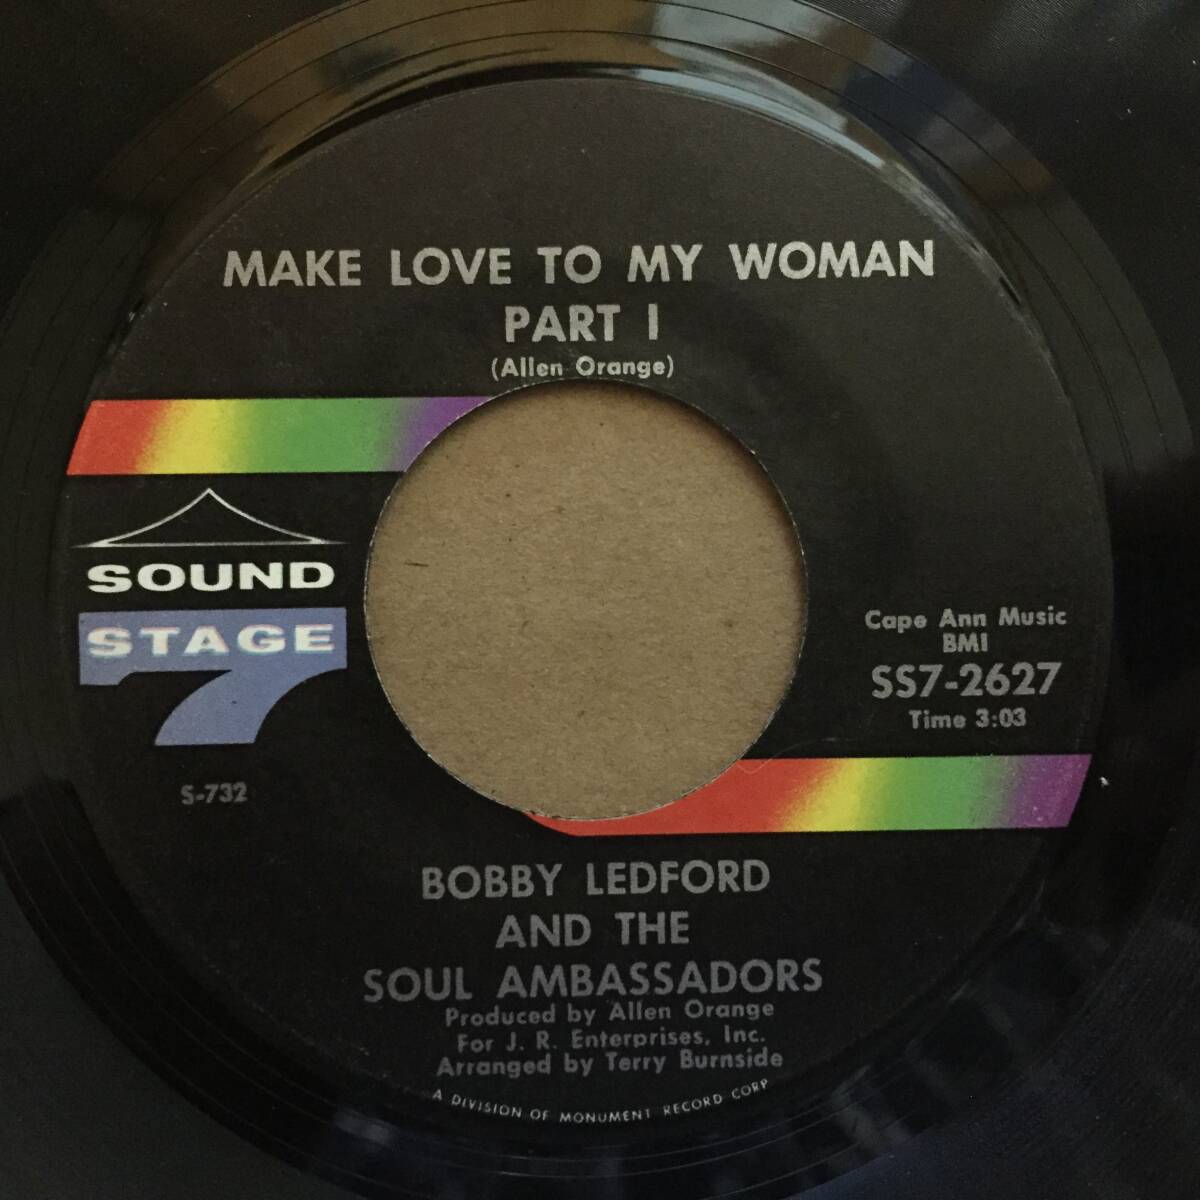 MAKE LOVE TO MY WOMAN
PART I
(Allen Orange)
SOUND
STAGE
7
Cape Ann Music
BMI
SS7-2627
Time 3:03
S-732
BOBBY LEDFORD
AND THE
SOUL AMBASSADORS
Produced by Allen Orange
For J. R. Enterprises, Inc.
Arranged by Terry Burnside
A DIVISION OF MONUMENT RECORD CORP